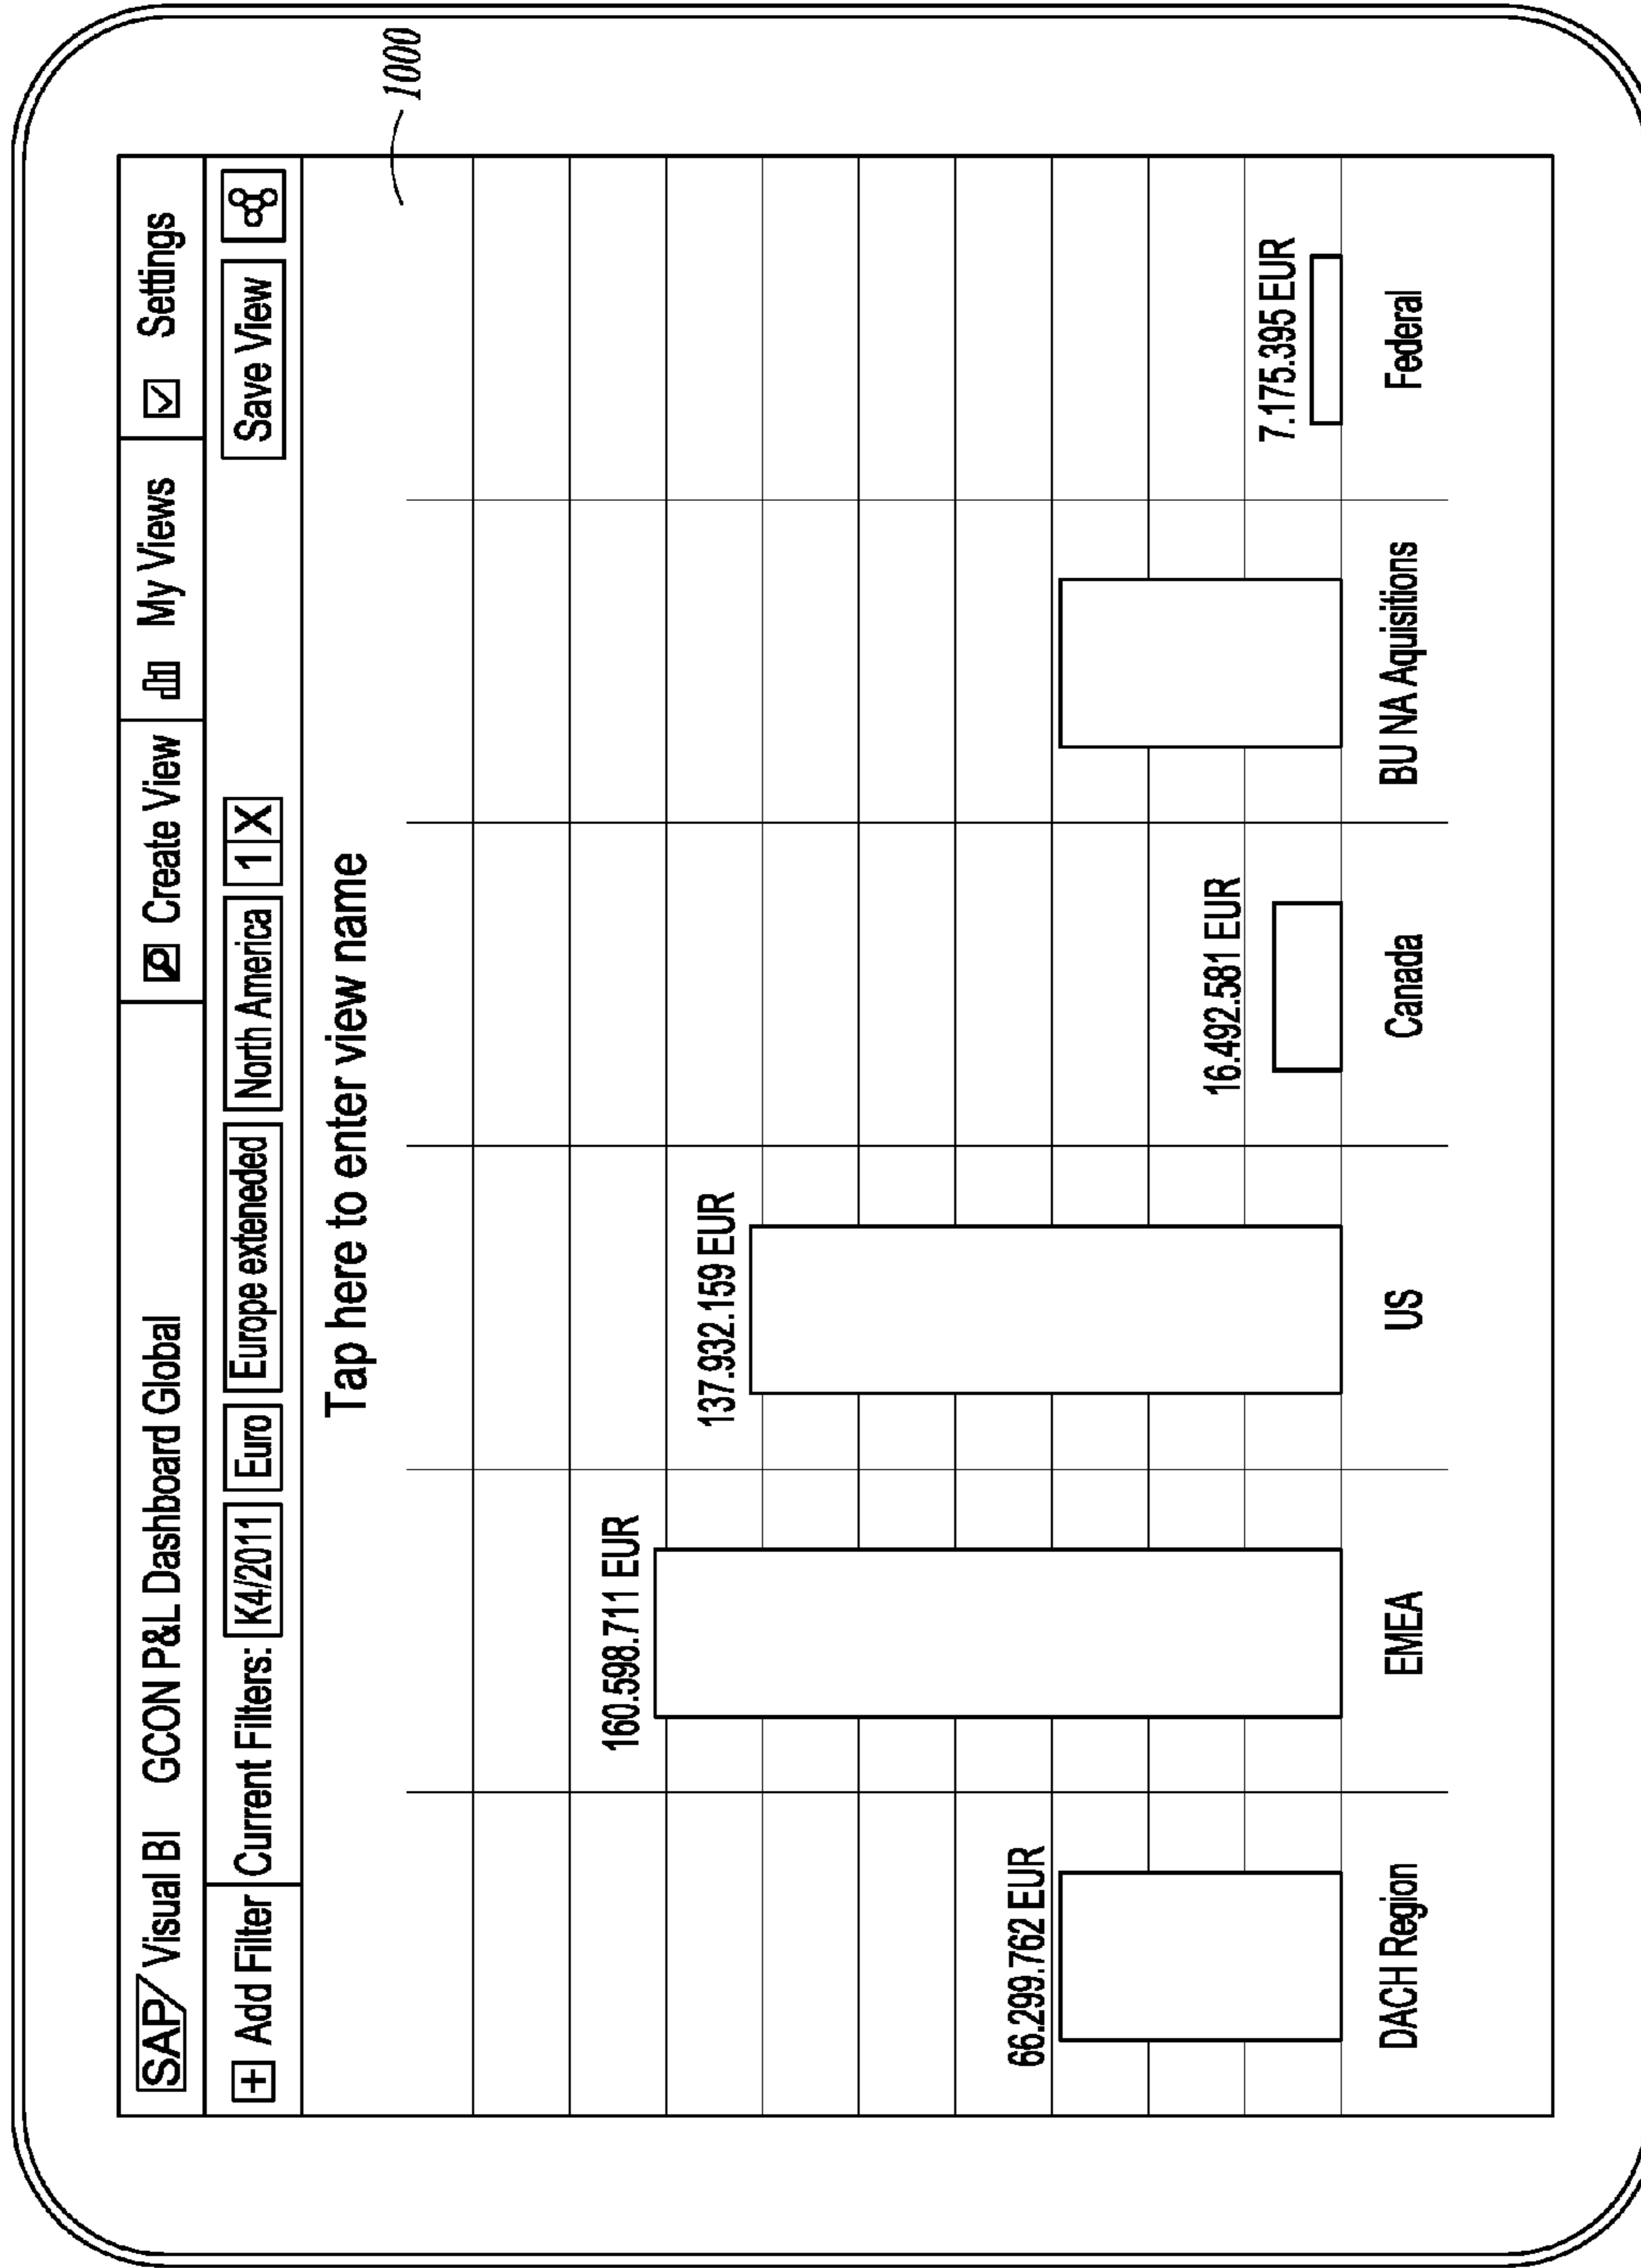 SAP Visual BI GCON P&L Dashboard Global Create View My Views Settings
+ Add Filter Current Filters: K4/2011 Euro Europe exteneded North America 1 X Save View
Tap here to enter view name
1000
160.598.711 EUR
137.932.159 EUR
66.299.762 EUR
16.492.581 EUR
7.175.395 EUR
DACH Region EMEA US Canada BU NA Aquisitions Federal